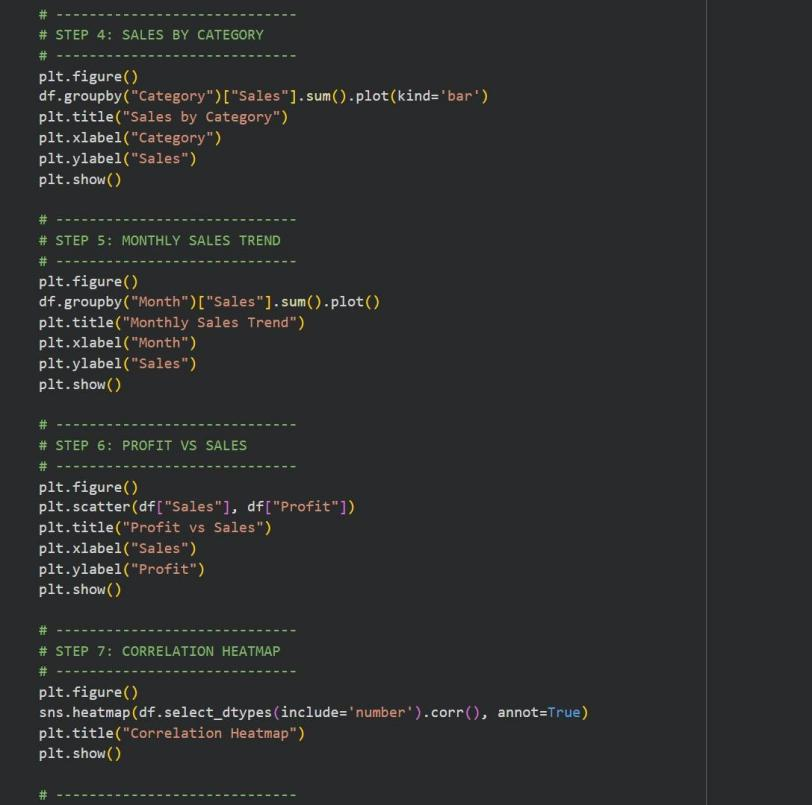 # -----------------------------
# STEP 4: SALES BY CATEGORY
# -----------------------------
plt.figure()
df.groupby("Category")["Sales"].sum().plot(kind='bar')
plt.title("Sales by Category")
plt.xlabel("Category")
plt.ylabel("Sales")
plt.show()
# -----------------------------
# STEP 5: MONTHLY SALES TREND
# -----------------------------
plt.figure()
df.groupby("Month")["Sales"].sum().plot()
plt.title("Monthly Sales Trend")
plt.xlabel("Month")
plt.ylabel("Sales")
plt.show()
# -----------------------------
# STEP 6: PROFIT VS SALES
# -----------------------------
plt.figure()
plt.scatter(df["Sales"], df["Profit"])
plt.title("Profit vs Sales")
plt.xlabel("Sales")
plt.ylabel("Profit")
plt.show()
# -----------------------------
# STEP 7: CORRELATION HEATMAP
# -----------------------------
plt.figure()
sns.heatmap(df.select_dtypes(include='number').corr(), annot=True)
plt.title("Correlation Heatmap")
plt.show()
# -----------------------------